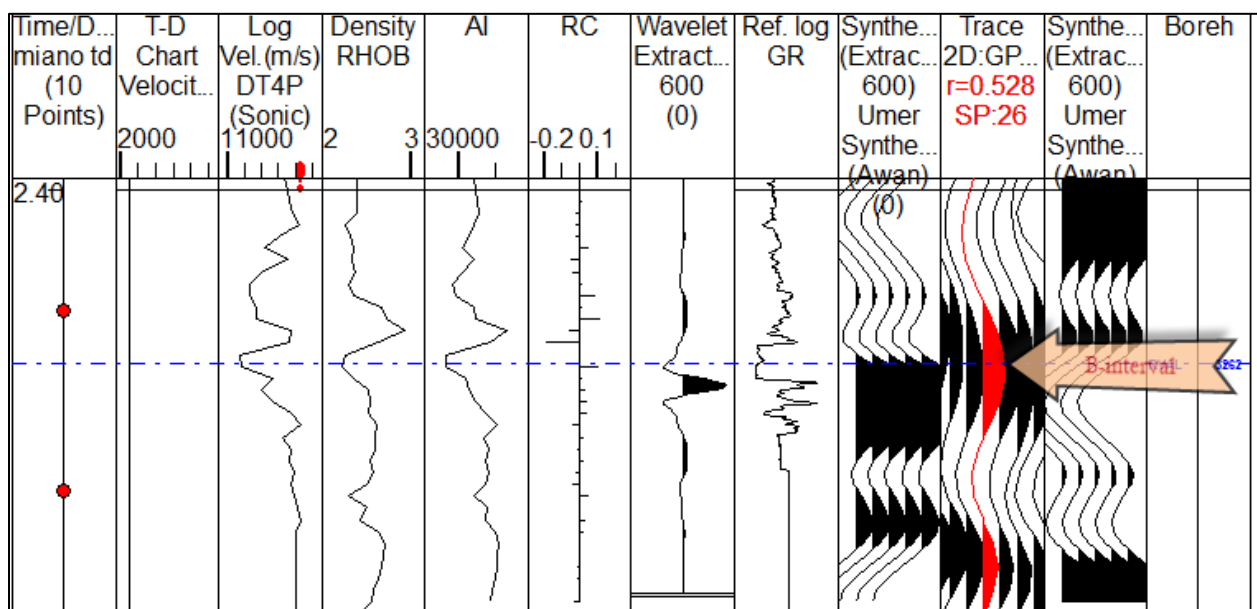 Time/D...
miano td
(10
Points)
T-D
Chart
Velocit...
2000
Log
Vel.(m/s)
DT4P
(Sonic)
11000
Density
RHOB
2 3
AI
30000
RC
-0.2 0.1
Wavelet
Extract...
600
(0)
Ref. log
GR
Synthe...
(Extrac...
600)
Umer
Synthe...
(Awan)
(0)
Trace
2D:GP...
r=0.528
SP:26
Synthe...
(Extrac...
600)
Umer
Synthe...
(Awan)
Boreh
2.40
B-interval